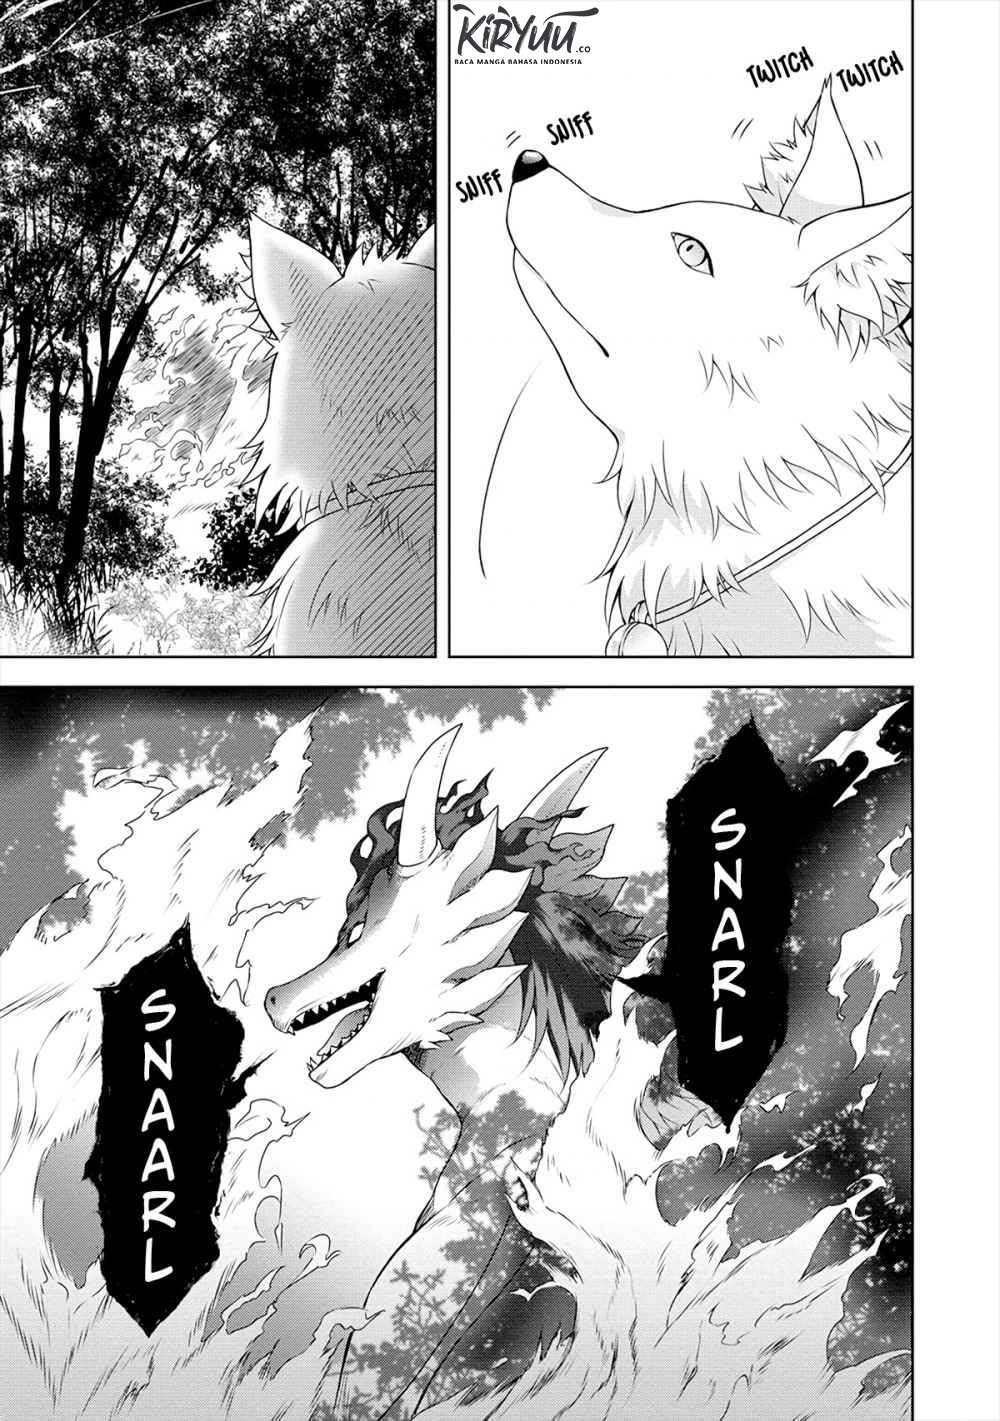 KiRYUU.co
BACA MANGA BAHASA INDONESIA
TWITCH
TWITCH
SNIFF
SNIFF
SNARL
SNAARL